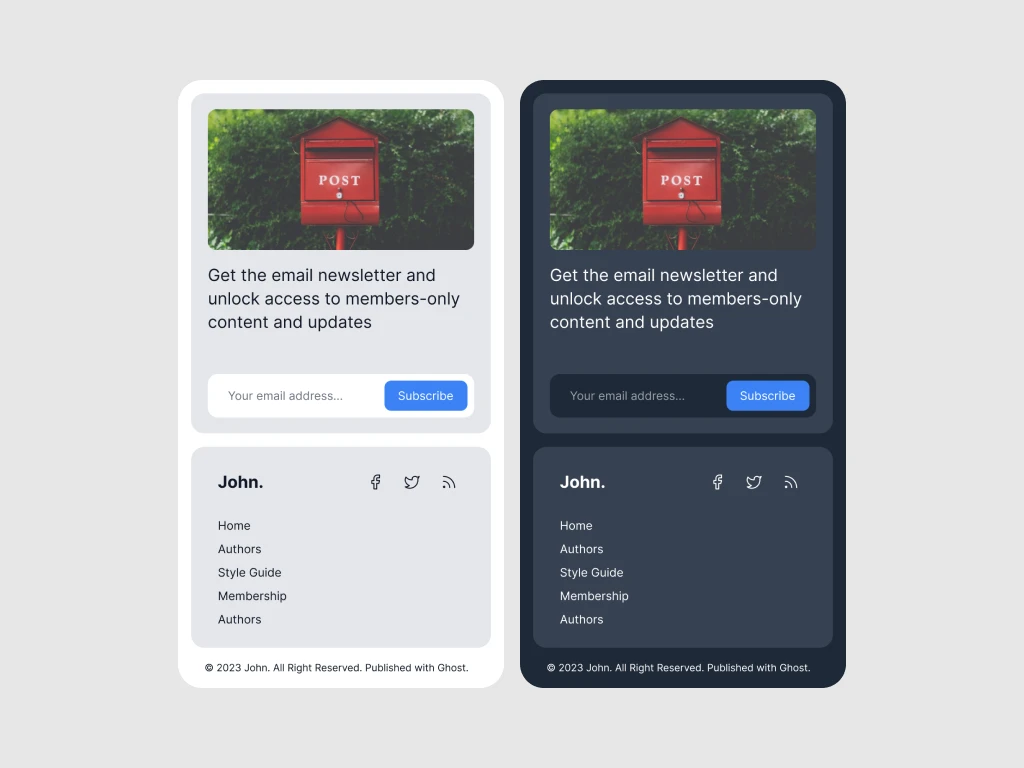 POST
Get the email newsletter and
unlock access to members-only
content and updates
Your email address...
Subscribe
John.
Home
Authors
Style Guide
Membership
Authors
© 2023 John. All Right Reserved. Published with Ghost.
POST
Get the email newsletter and
unlock access to members-only
content and updates
Your email address...
Subscribe
John.
Home
Authors
Style Guide
Membership
Authors
© 2023 John. All Right Reserved. Published with Ghost.